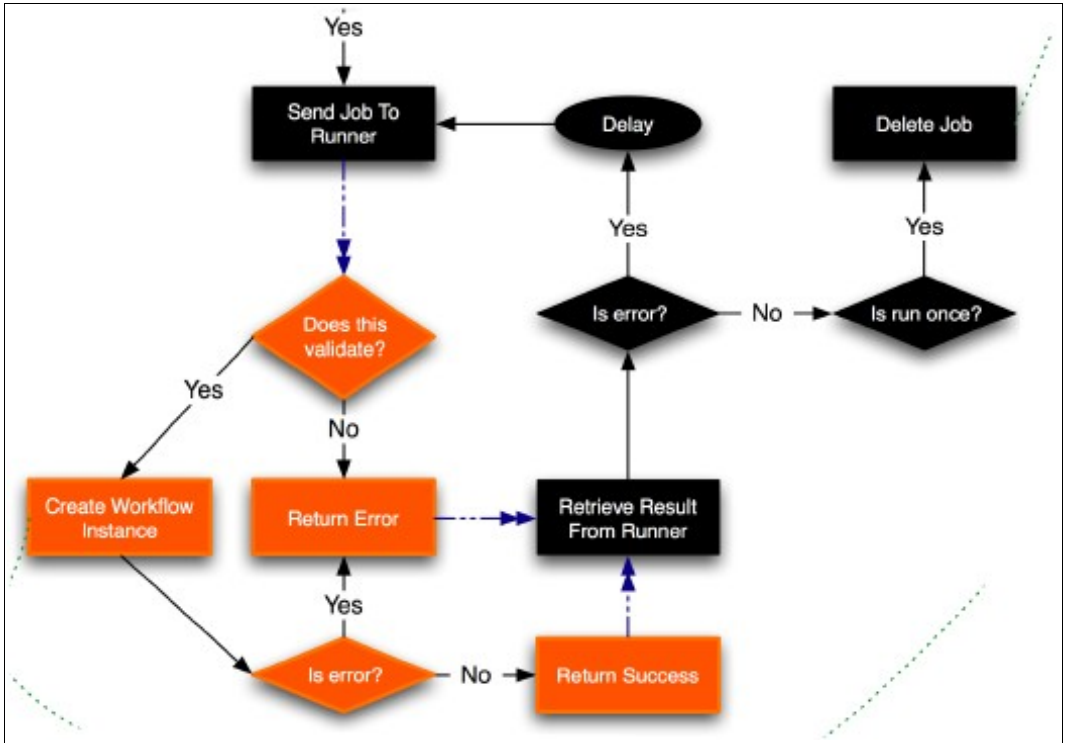 Yes
Send Job To
Runner
Delay
Delete Job
Yes
Yes
Does this
validate?
Is error?
No
Is run once?
Yes
No
Create Workflow
Instance
Return Error
Retrieve Result
From Runner
Yes
Is error?
No
Return Success